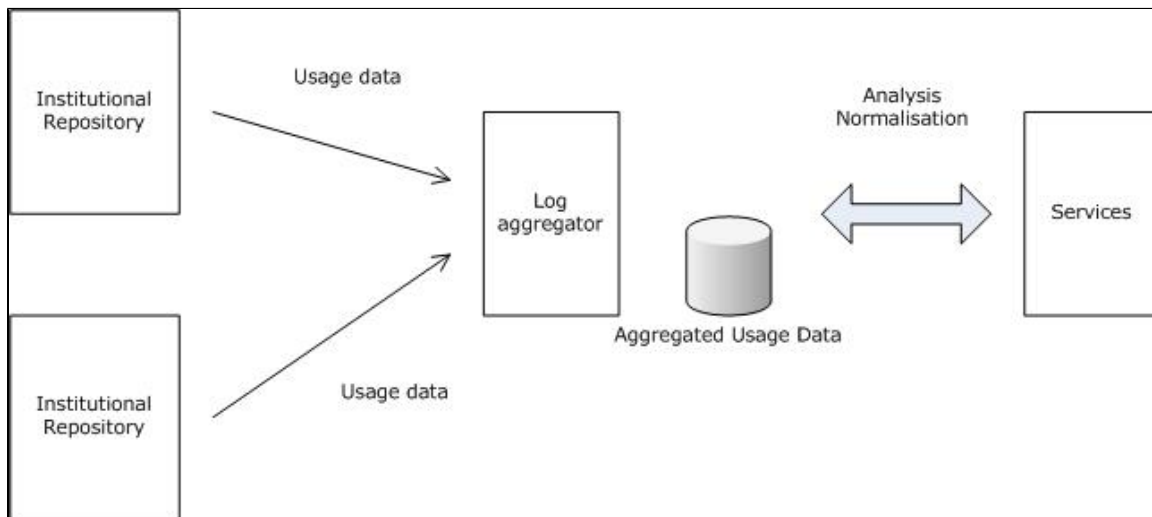 Institutional
Repository
Usage data
Log
aggregator
Aggregated Usage Data
Analysis
Normalisation
Services
Institutional
Repository
Usage data